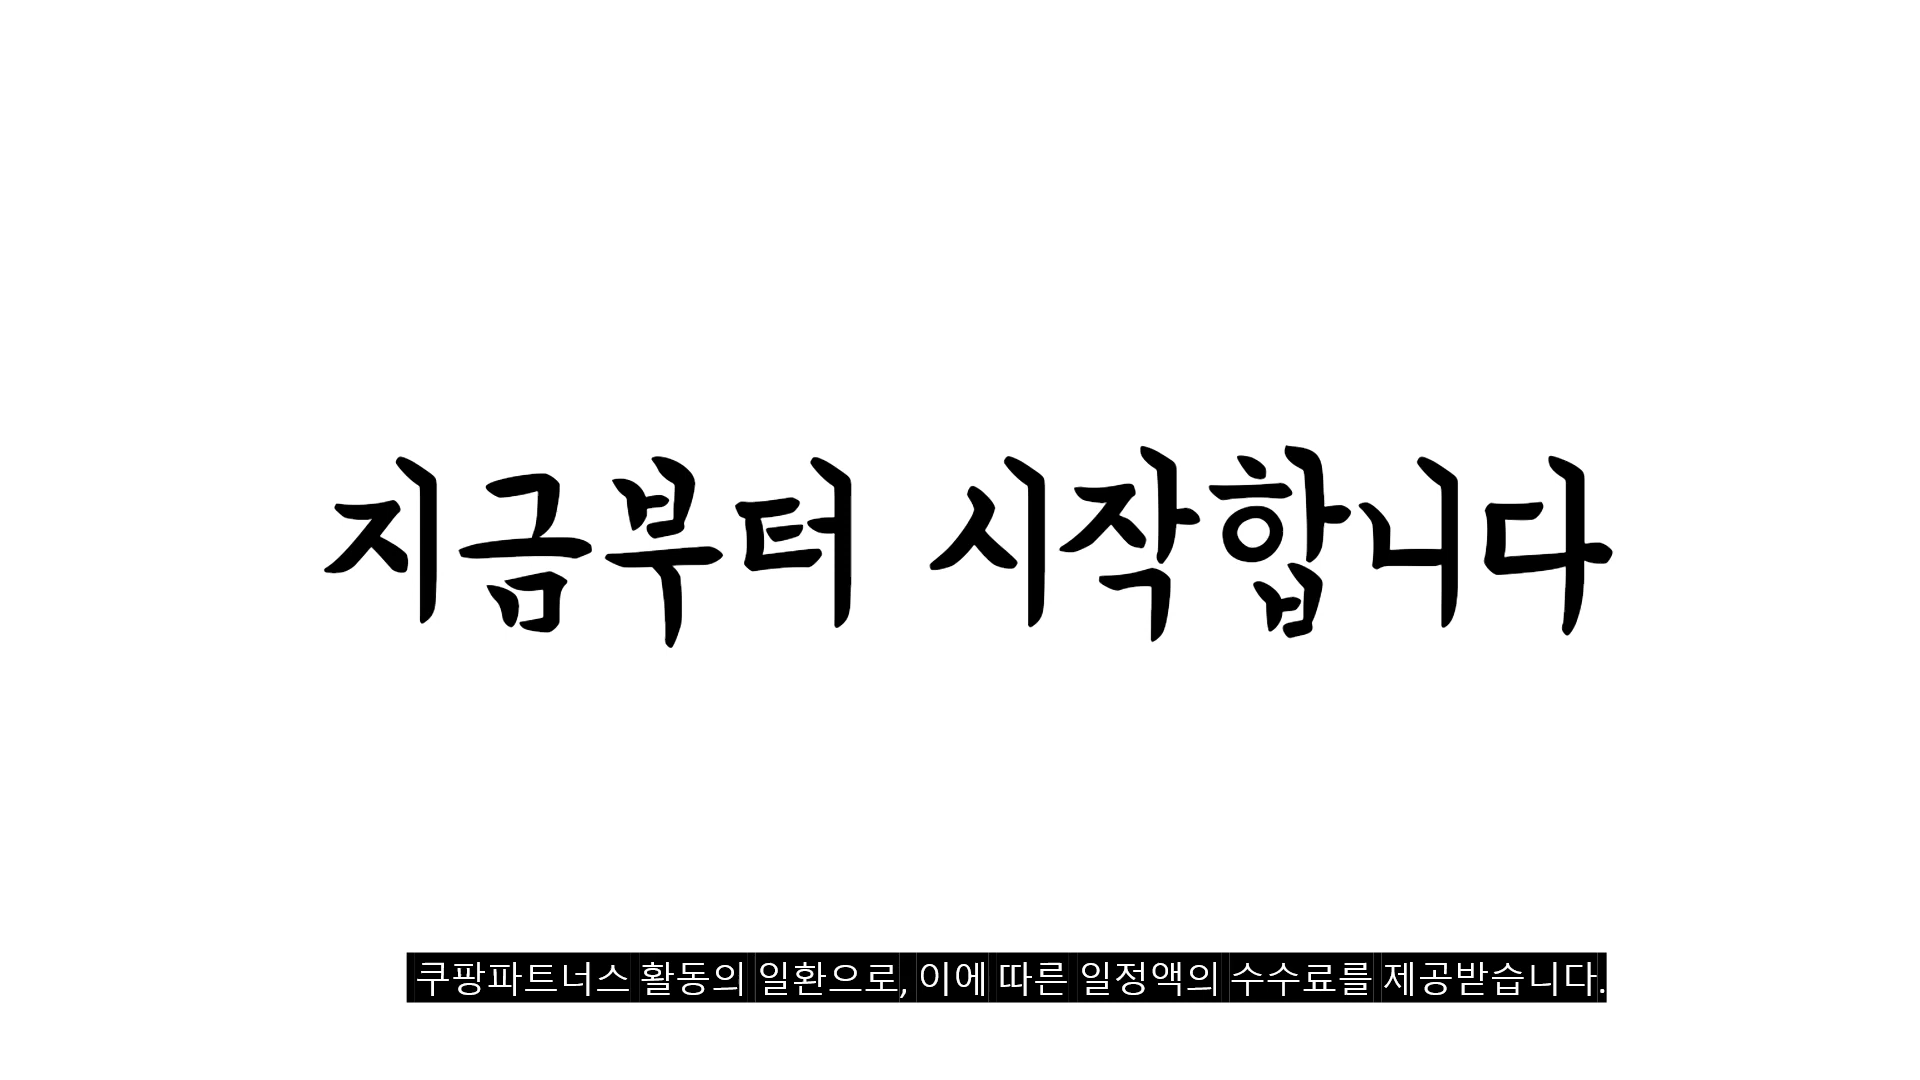 지금부터 시작합니다
쿠팡파트너스 활동의 일환으로, 이에 따른 일정액의 수수료를 제공받습니다.